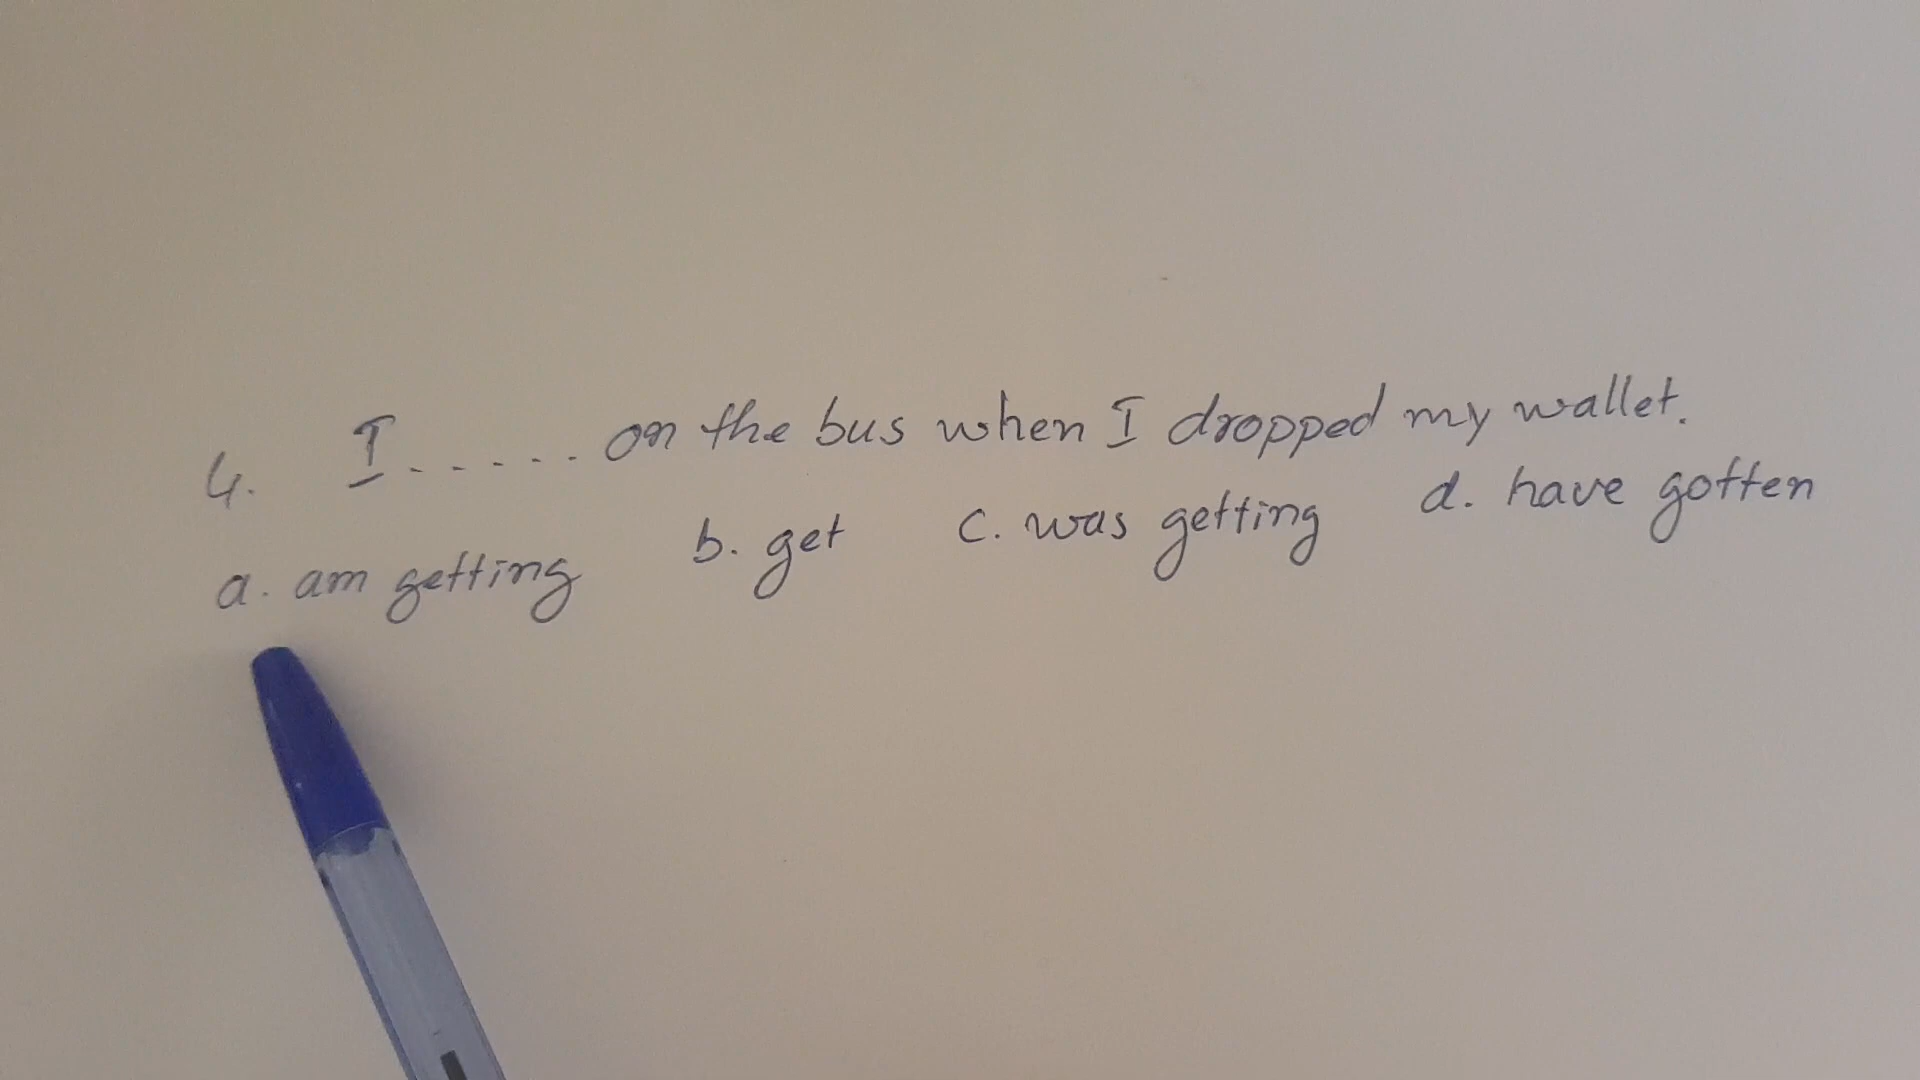 4. I...... on the bus when I dropped my wallet.
a. am getting b. get c. was getting d. have gotten